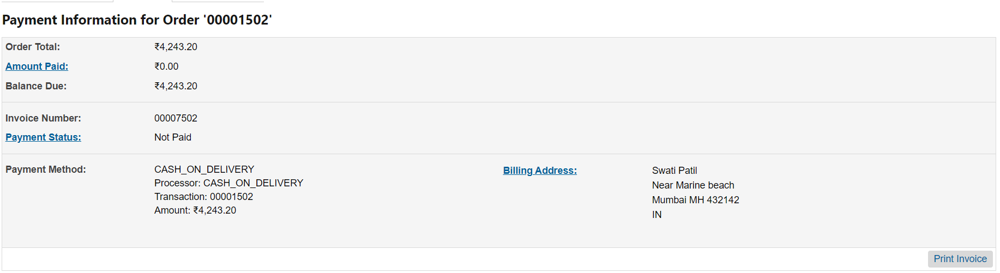 Payment Information for Order '00001502'
Order Total: ₹4,243.20
Amount Paid: ₹0.00
Balance Due: ₹4,243.20
Invoice Number: 00007502
Payment Status: Not Paid
Payment Method: CASH_ON_DELIVERY
Processor: CASH_ON_DELIVERY
Transaction: 00001502
Amount: ₹4,243.20
Billing Address: Swati Patil
Near Marine beach
Mumbai MH 432142
IN
Print Invoice